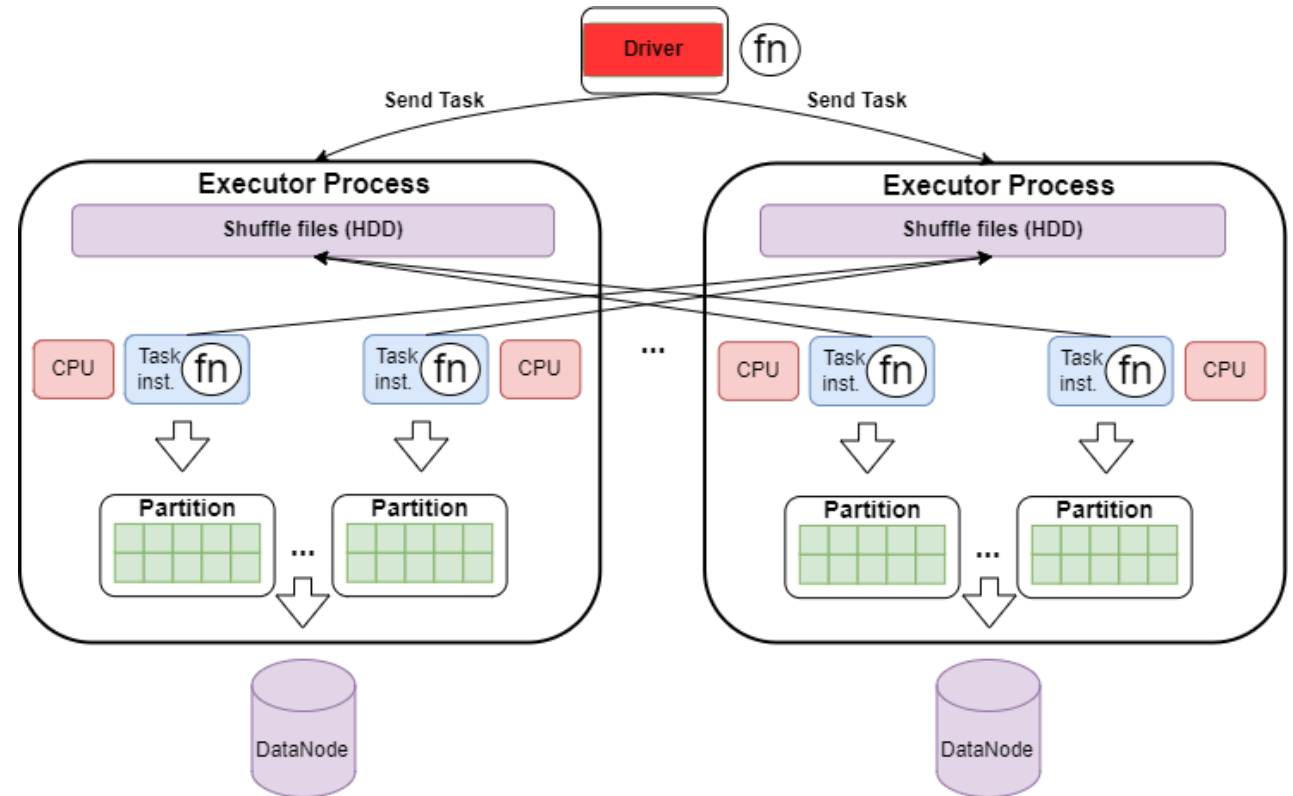 Driver
fn
Send Task
Send Task
Executor Process
Shuffle files (HDD)
CPU
Task
inst.
fn
Task
inst.
fn
CPU
Partition
...
Partition
DataNode
...
Executor Process
Shuffle files (HDD)
CPU
Task
inst.
fn
Task
inst.
fn
CPU
Partition
...
Partition
DataNode